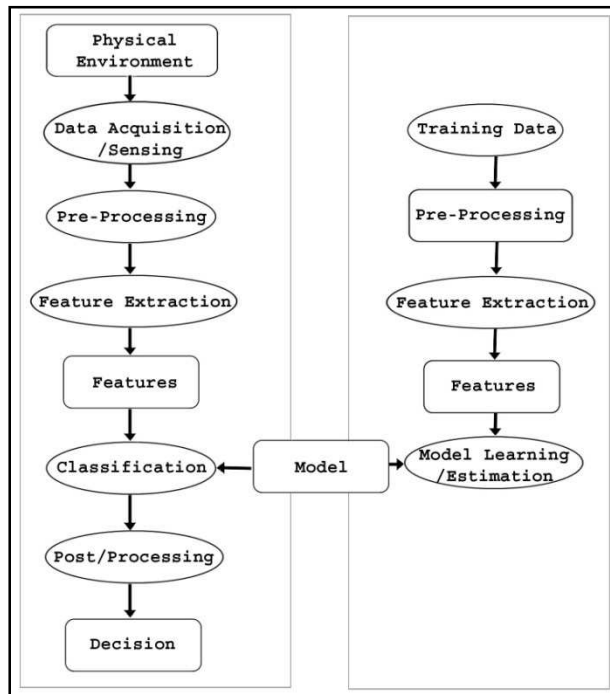 Physical
Environment
Data Acquisition
/Sensing
Pre-Processing
Feature Extraction
Features
Classification
Post/Processing
Decision
Model
Training Data
Pre-Processing
Feature Extraction
Features
Model Learning
/Estimation